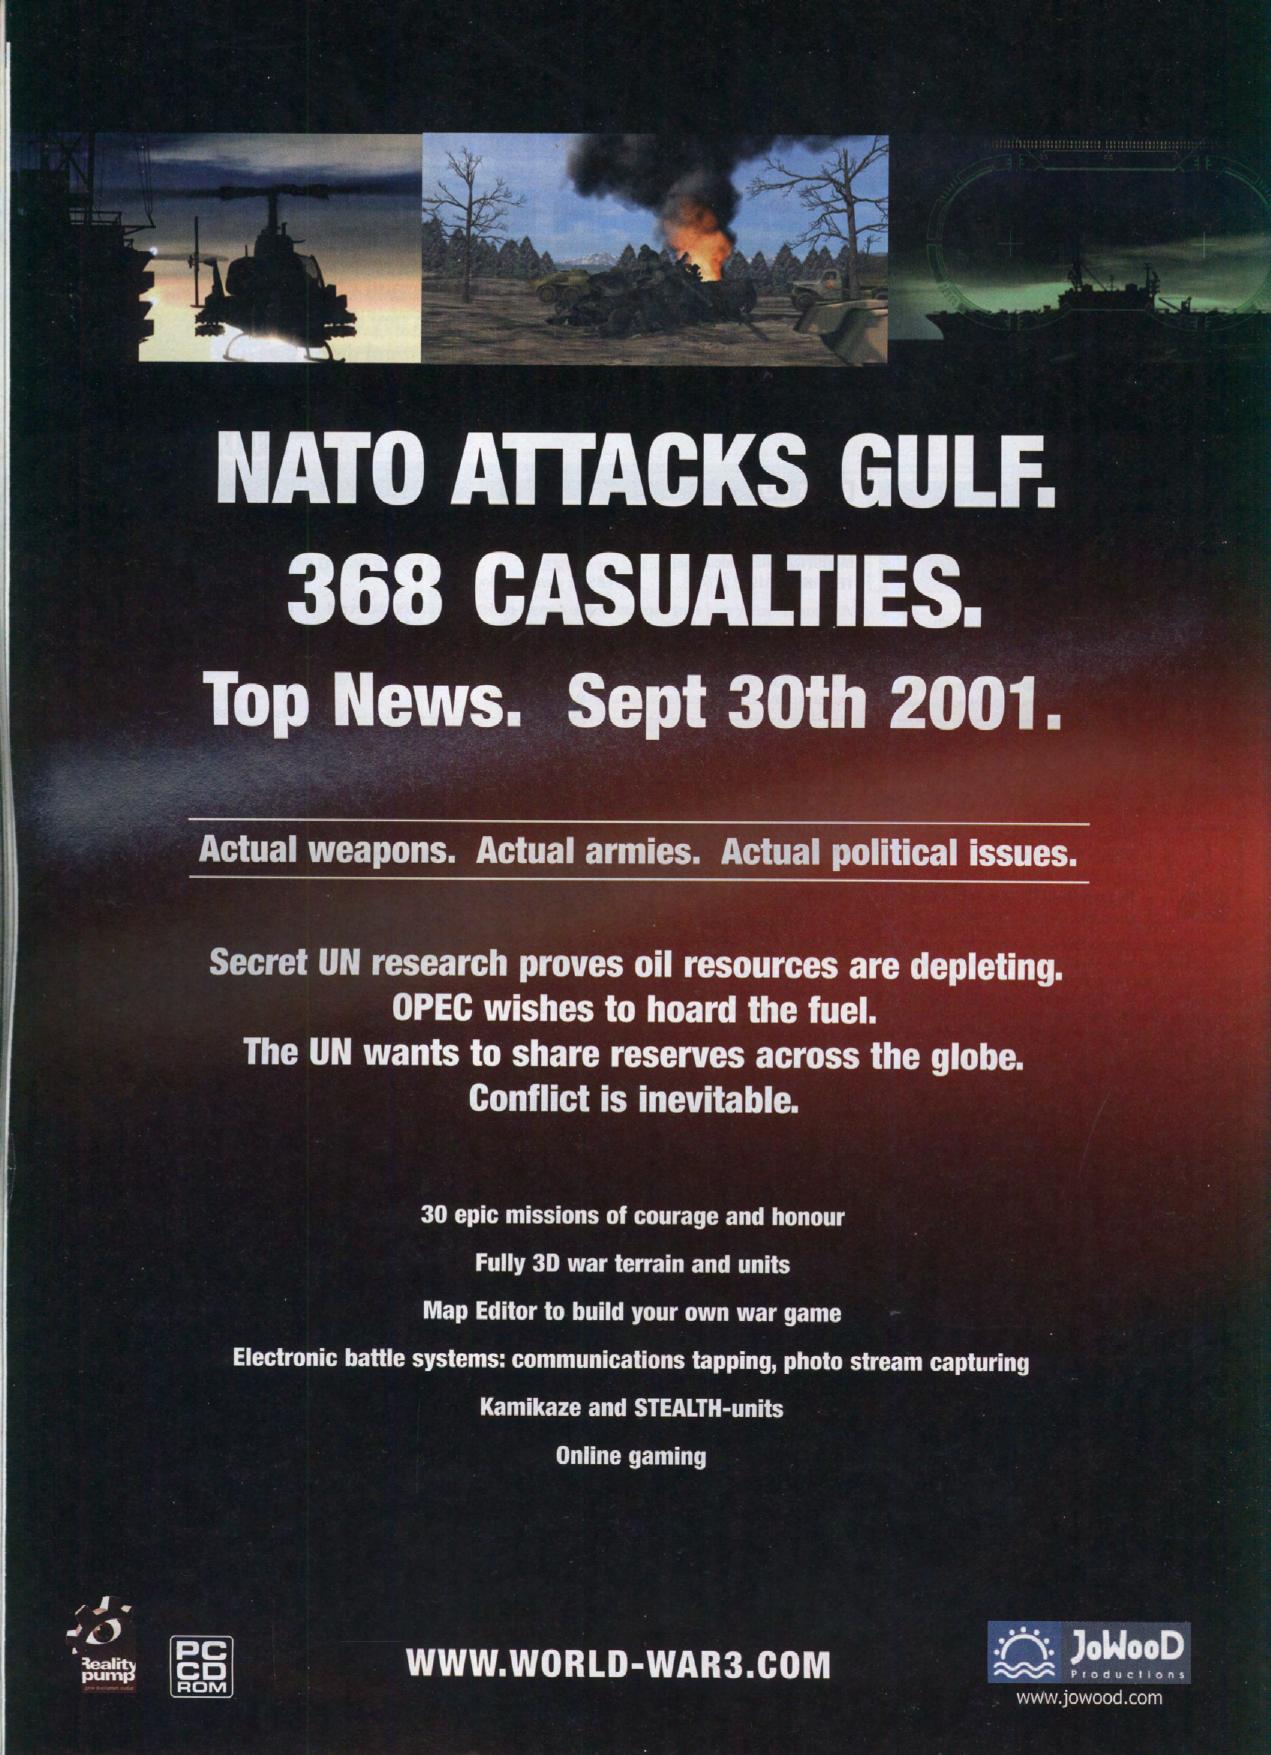 NATO ATTACKS GULF.
368 CASUALTIES.
Top News. Sept 30th 2001.
Actual weapons. Actual armies. Actual political issues.
Secret UN research proves oil resources are depleting.
OPEC wishes to hoard the fuel.
The UN wants to share reserves across the globe.
Conflict is inevitable.
30 epic missions of courage and honour
Fully 3D war terrain and units
Map Editor to build your own war game
Electronic battle systems: communications tapping, photo stream capturing
Kamikaze and STEALTH-units
Online gaming
Reality
pump
PC
CD
ROM
WWW.WORLD-WAR3.COM
JoWooD
Productions
www.jowood.com